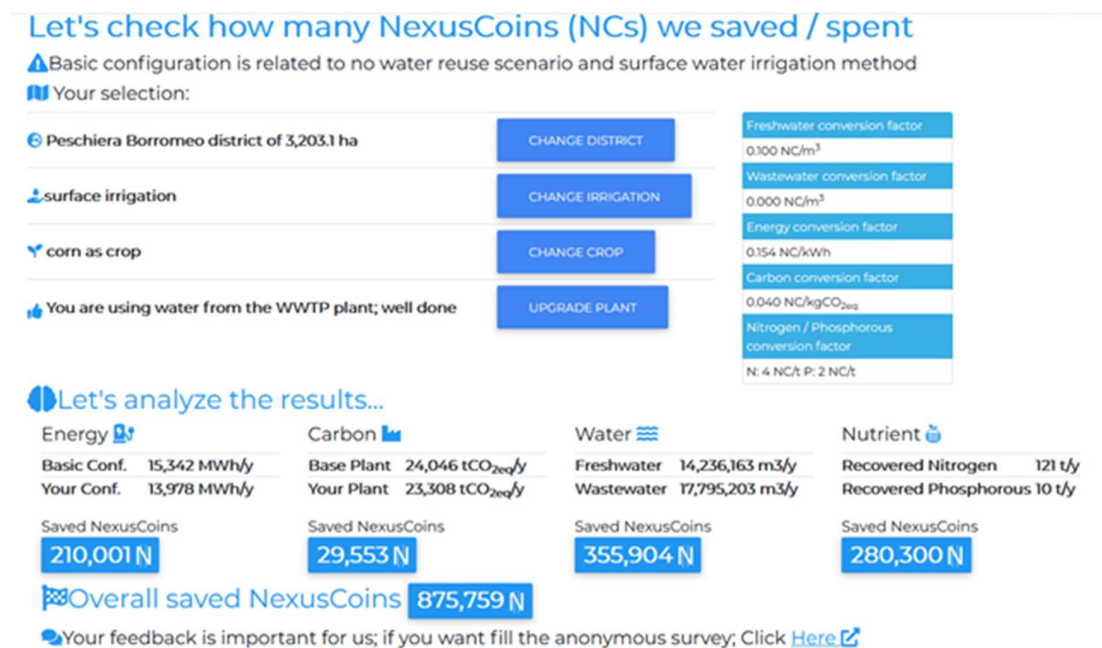 Let's check how many NexusCoins (NCs) we saved / spent
Basic configuration is related to no water reuse scenario and surface water irrigation method
Your selection:
Peschiera Borromeo district of 3,203.1 ha
CHANGE DISTRICT
surface irrigation
CHANGE IRRIGATION
corn as crop
CHANGE CROP
You are using water from the WWTP plant; well done
UPGRADE PLANT
Freshwater conversion factor
0.100 NC/m³
Wastewater conversion factor
0.000 NC/m³
Energy conversion factor
0.154 NC/kWh
Carbon conversion factor
0.040 NC/kgCO₂eq
Nitrogen / Phosphorous
conversion factor
N: 4 NC/t P: 2 NC/t
Let's analyze the results...
Energy
Basic Conf. 15,342 MWh/y
Your Conf. 13,978 MWh/y
Saved NexusCoins
210,001 N
Carbon
Base Plant 24,046 tCO₂eq/y
Your Plant 23,308 tCO₂eq/y
Saved NexusCoins
29,553 N
Water
Freshwater 14,236,163 m3/y
Wastewater 17,795,203 m3/y
Saved NexusCoins
355,904 N
Nutrient
Recovered Nitrogen 121 t/y
Recovered Phosphorous 10 t/y
Saved NexusCoins
280,300 N
Overall saved NexusCoins 875,759 N
Your feedback is important for us; if you want fill the anonymous survey; Click Here